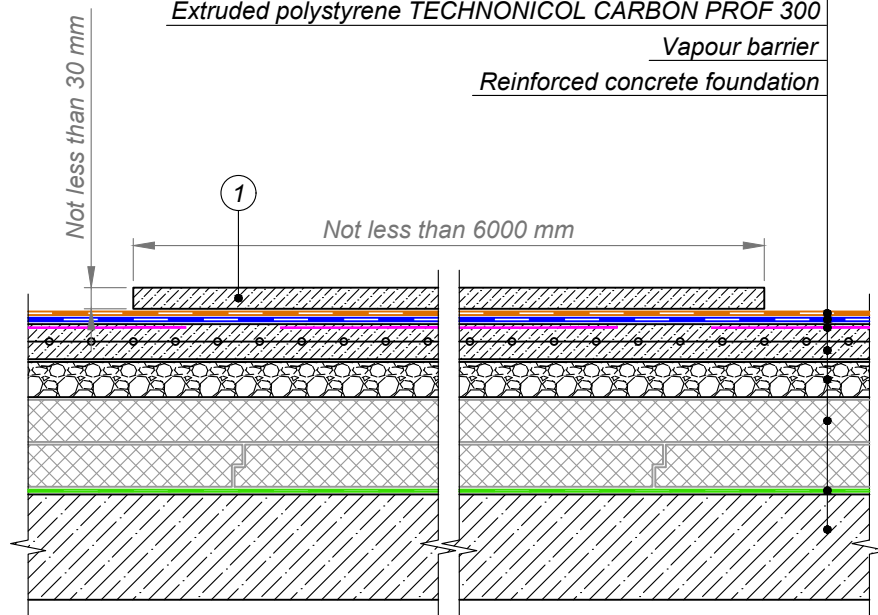 Extruded polystyrene TECHNONICOL CARBON PROF 300
Vapour barrier
Reinforced concrete foundation
Not less than 30 mm
1
Not less than 6000 mm